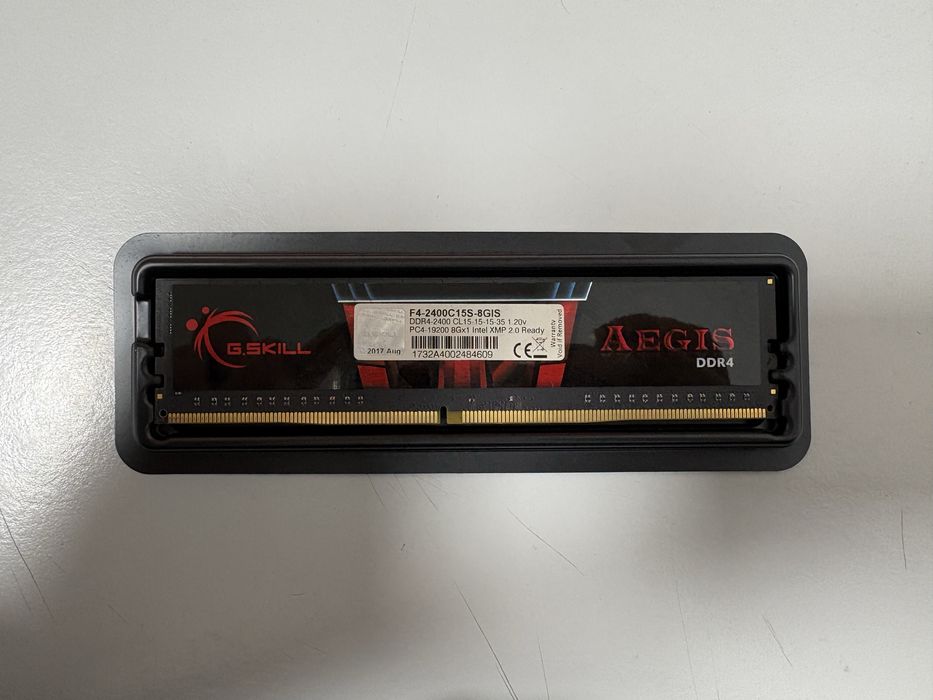 G.SKILL
F4-2400C15S-8GIS
DDR4-2400 CL15-15-15-35 1.20v
PC4-19200 8Gx1 Intel XMP 2.0 Ready
2017 Aug
1732A4002484609
CE
Warranty
Void if Removed
AEGIS
DDR4